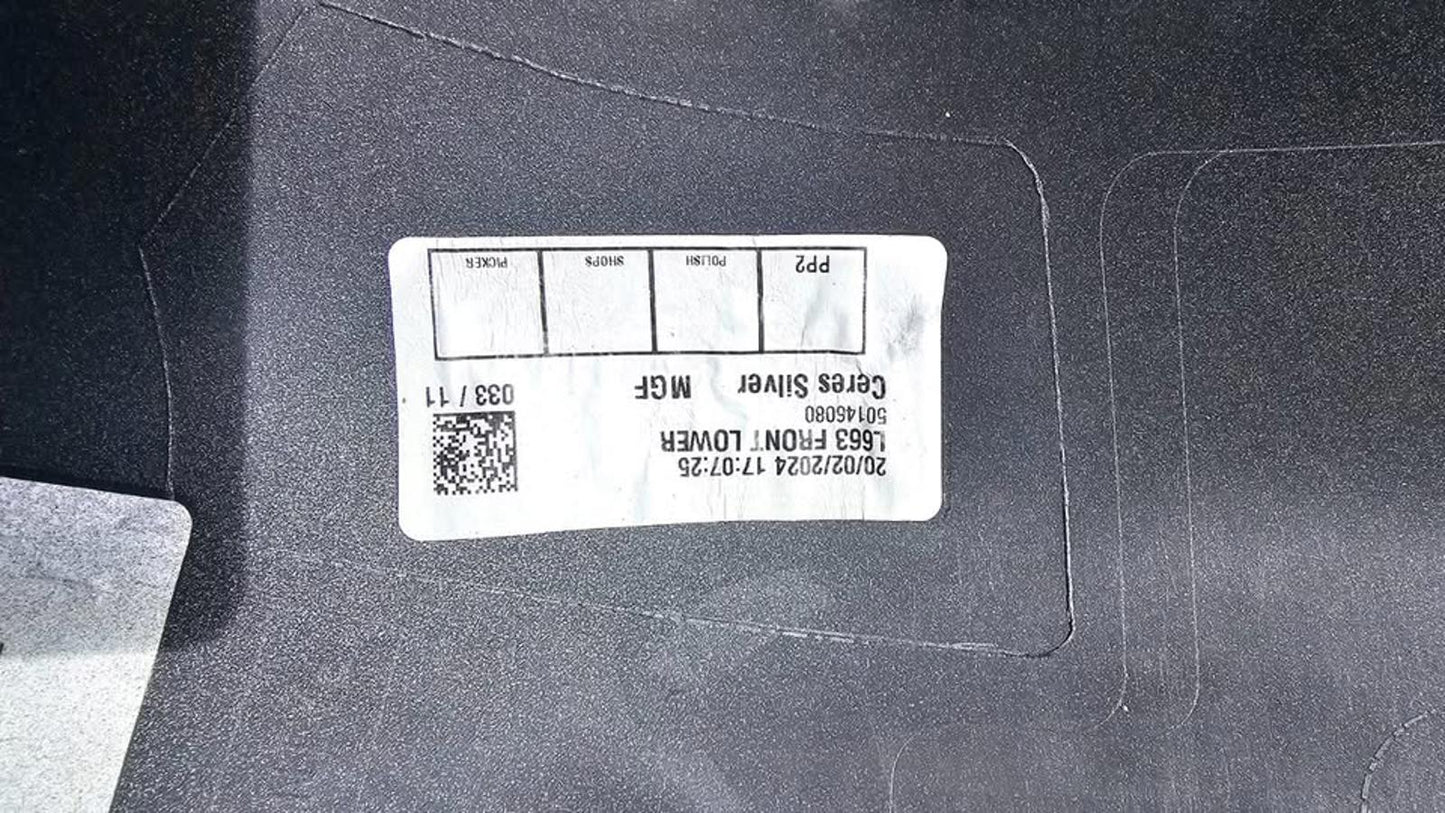 20/02/2024 17:07:25
L663 FRONT LOWER
50146080
Ceres Silver MGF 033 / 11
PP2 POLISH SHOPS PICKER